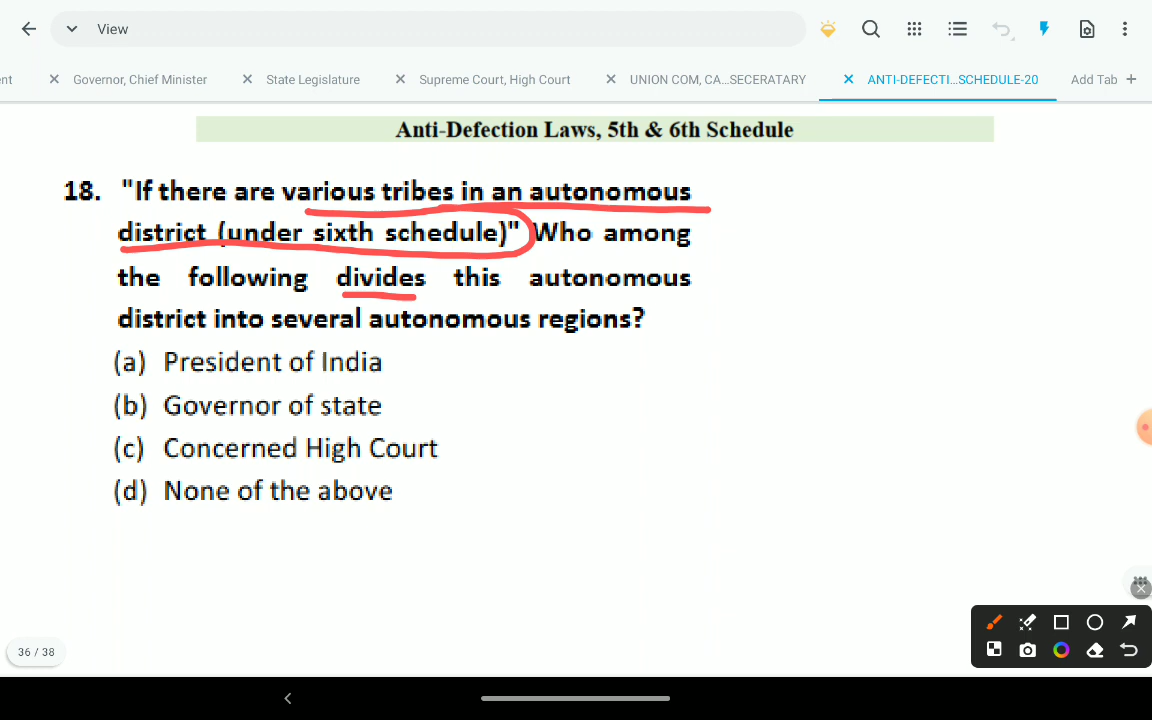 View
nt
Governor, Chief Minister
State Legislature
Supreme Court, High Court
UNION COM, CA...SECERATARY
ANTI-DEFECTI...SCHEDULE-20
Add Tab +
Anti-Defection Laws, 5th & 6th Schedule
18. "If there are various tribes in an autonomous
district (under sixth schedule)" Who among
the following divides this autonomous
district into several autonomous regions?
(a) President of India
(b) Governor of state
(c) Concerned High Court
(d) None of the above
36 / 38